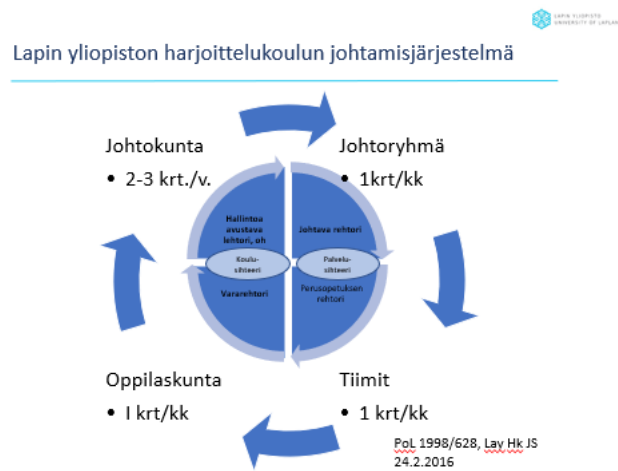 LAPIN YLIOPISTO
UNIVERSITY OF LAPLAN
Lapin yliopiston harjoittelukoulun johtamisjärjestelmä
Johtokunta
• 2-3 krt./v.
Johtoryhmä
• 1krt/kk
Hallintoa
avustava
lehtori, oh
Johtava rehtori
Koulu-
sihteeri
Palvelu-
sihteeri
Vararehtori
Perusopetuksen
rehtori
Oppilaskunta
• I krt/kk
Tiimit
• 1 krt/kk
PoL 1998/628, Lay Hk JS
24.2.2016